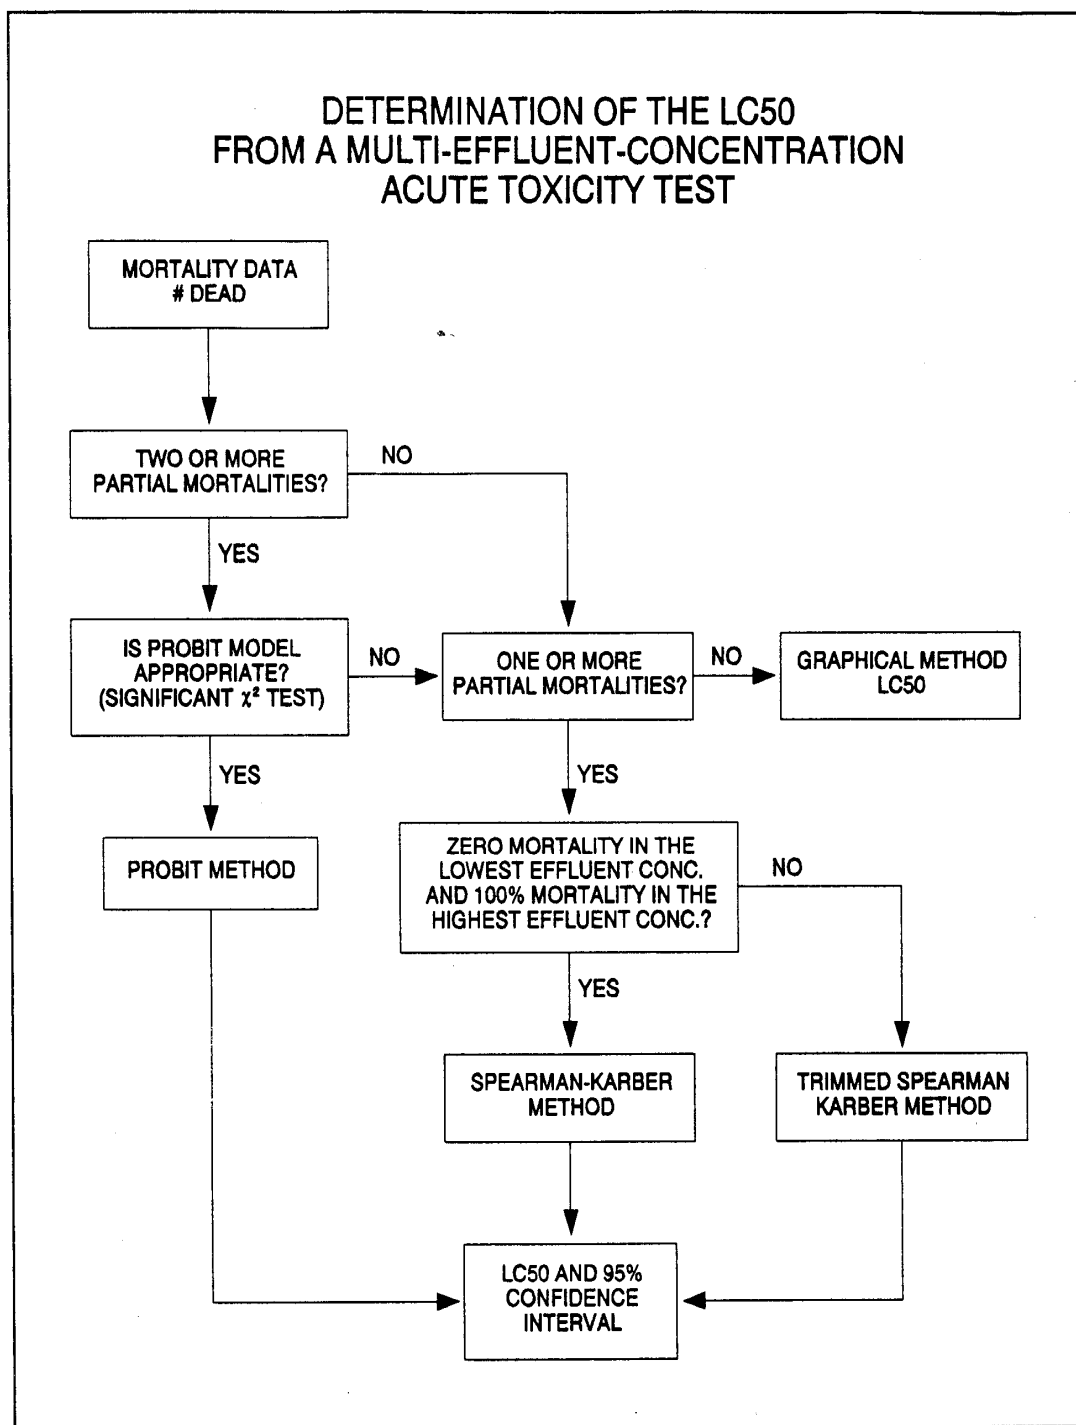 DETERMINATION OF THE LC50
FROM A MULTI-EFFLUENT-CONCENTRATION
ACUTE TOXICITY TEST
MORTALITY DATA
# DEAD
TWO OR MORE
PARTIAL MORTALITIES?
NO
YES
IS PROBIT MODEL
APPROPRIATE?
(SIGNIFICANT χ² TEST)
NO
ONE OR MORE
PARTIAL MORTALITIES?
NO
GRAPHICAL METHOD
LC50
YES
YES
PROBIT METHOD
ZERO MORTALITY IN THE
LOWEST EFFLUENT CONC.
AND 100% MORTALITY IN THE
HIGHEST EFFLUENT CONC.?
NO
YES
SPEARMAN-KARBER
METHOD
TRIMMED SPEARMAN
KARBER METHOD
LC50 AND 95%
CONFIDENCE
INTERVAL